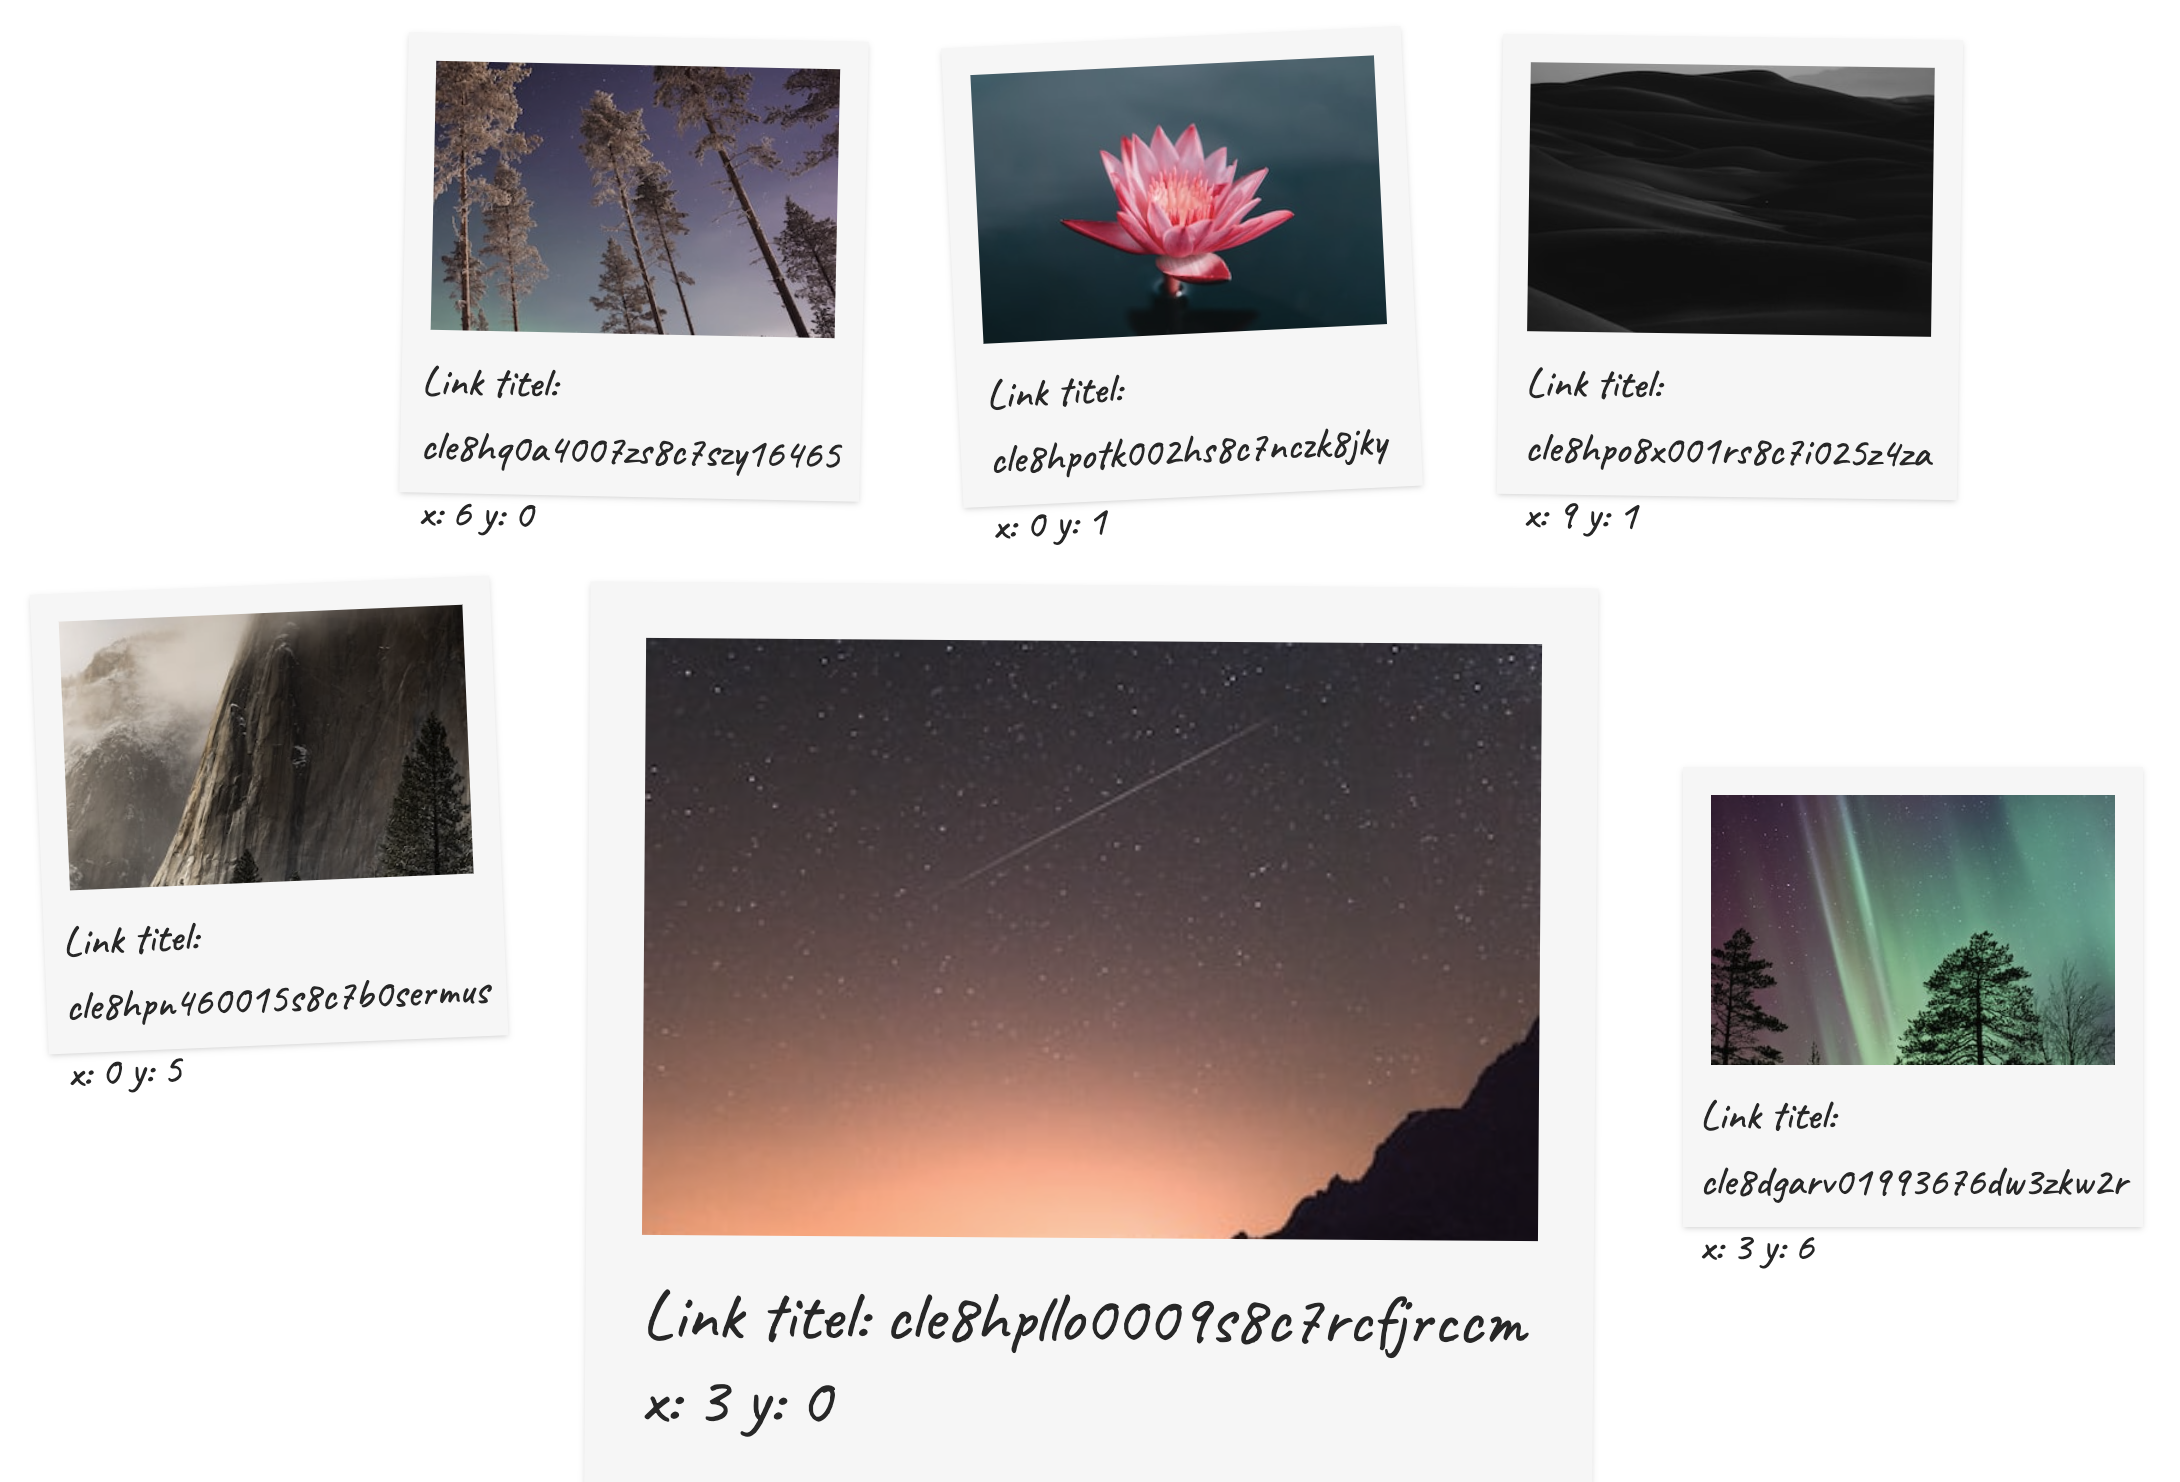 Link titel:
cle8hq0a4007zs8c7szy16465
x: 6 y: 0
Link titel:
cle8hpotk002hs8c7nczk8jky
x: 0 y: 1
Link titel:
cle8hpo8x001rs8c7i025z4za
x: 9 y: 1
Link titel:
cle8hpn460015s8c7b0sermus
x: 0 y: 5
Link titel: cle8hpllo0009s8c7rcfjrccm
x: 3 y: 0
Link titel:
cle8dgarv01993676dw3zkw2r
x: 3 y: 6